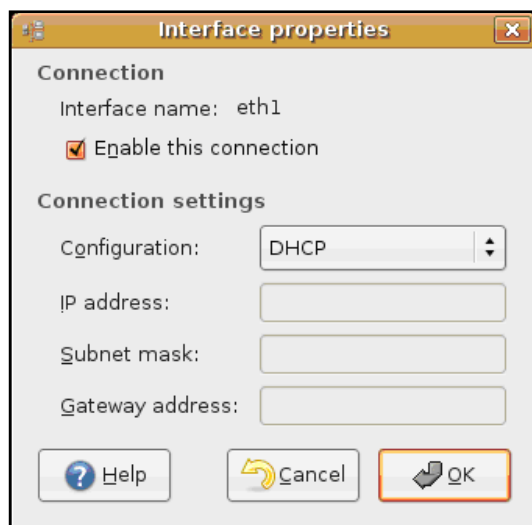 Interface properties
Connection
Interface name: eth1
Enable this connection
Connection settings
Configuration: DHCP
IP address:
Subnet mask:
Gateway address:
Help Cancel OK